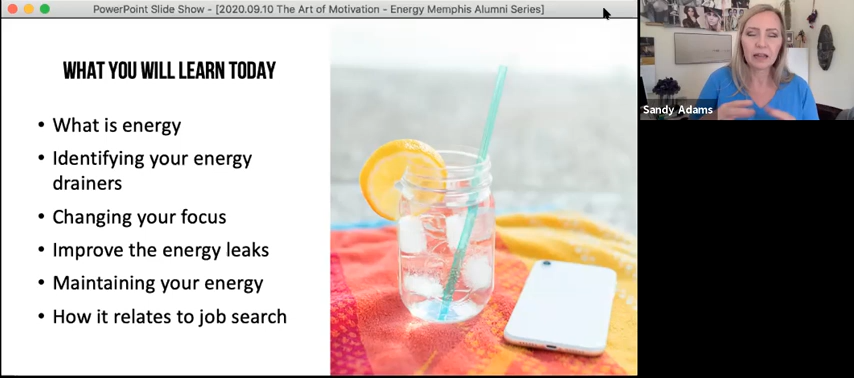 PowerPoint Slide Show - [2020.09.10 The Art of Motivation - Energy Memphis Alumni Series]
WHAT YOU WILL LEARN TODAY
• What is energy
• Identifying your energy
drainers
• Changing your focus
• Improve the energy leaks
• Maintaining your energy
• How it relates to job search
Sandy Adams